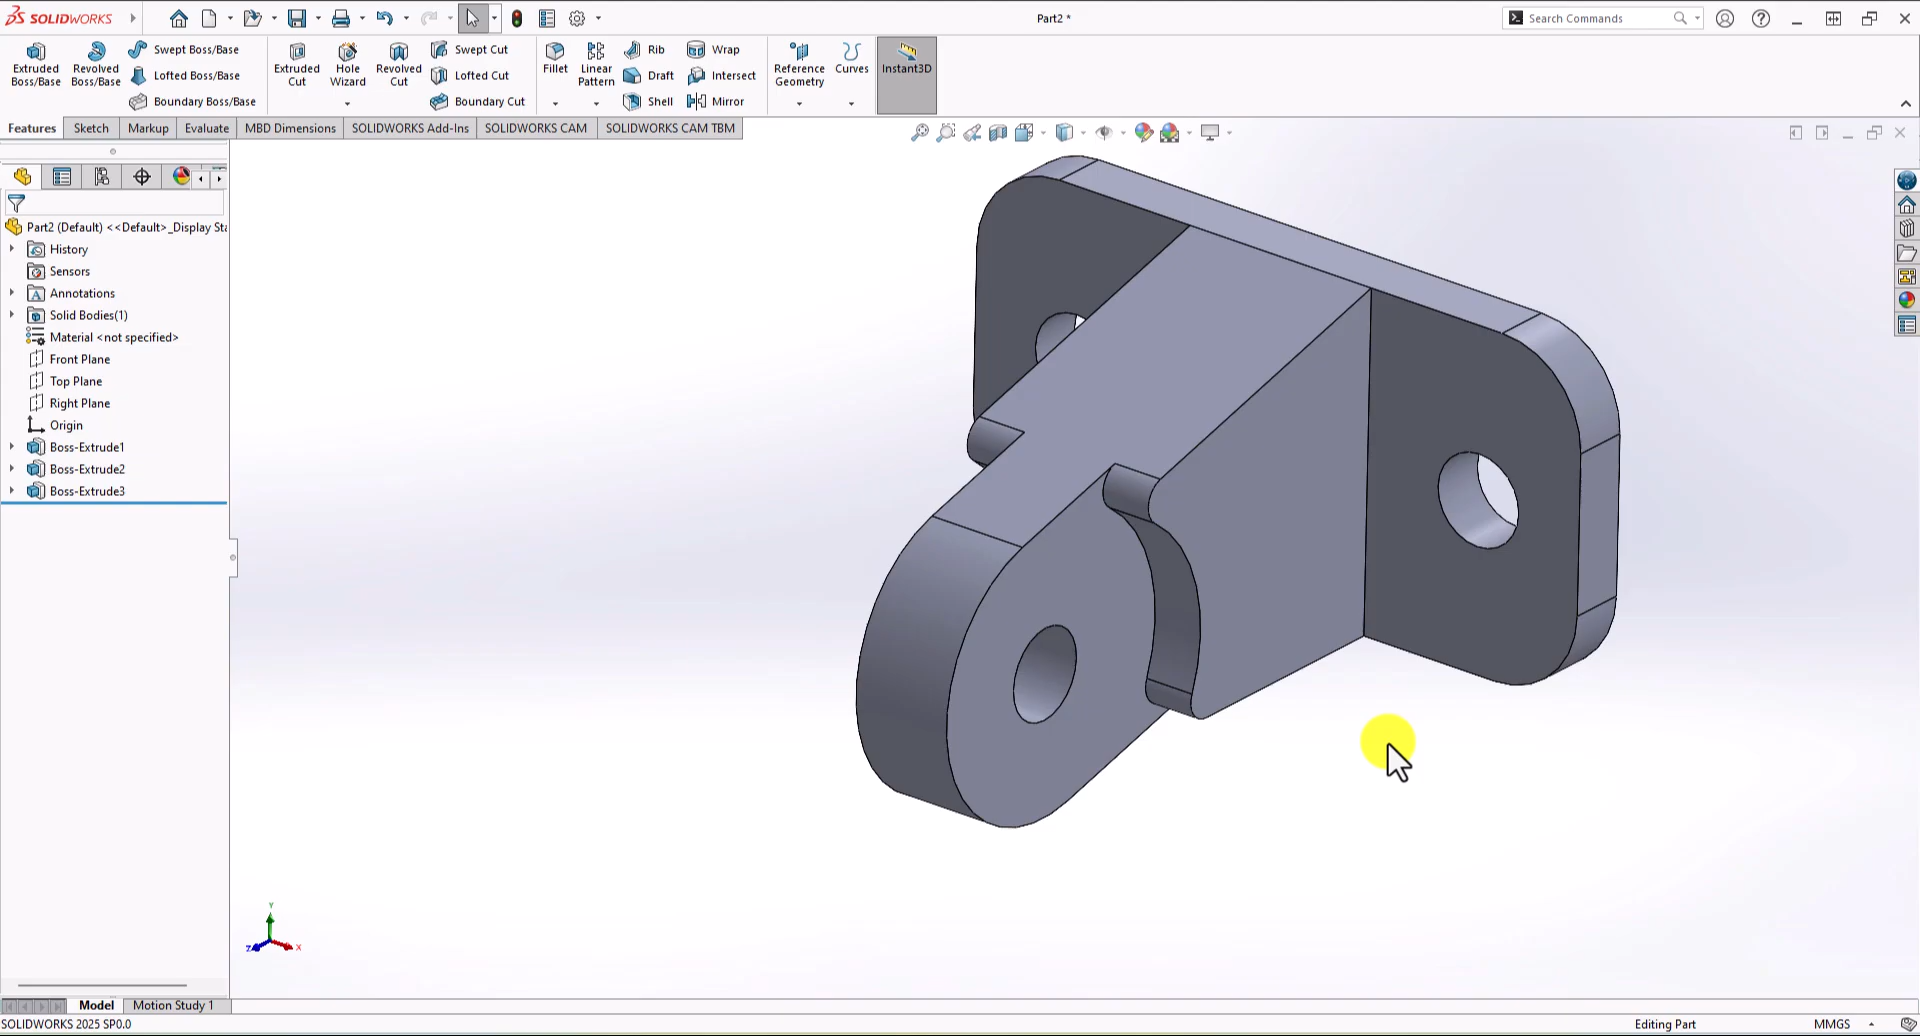 SOLIDWORKS
Part2 *
Search Commands
Extruded Boss/Base
Revolved Boss/Base
Swept Boss/Base
Lofted Boss/Base
Boundary Boss/Base
Extruded Cut
Hole Wizard
Revolved Cut
Swept Cut
Lofted Cut
Boundary Cut
Fillet
Linear Pattern
Rib
Draft
Shell
Wrap
Intersect
Mirror
Reference Geometry
Curves
Instant3D
Features
Sketch
Markup
Evaluate
MBD Dimensions
SOLIDWORKS Add-Ins
SOLIDWORKS CAM
SOLIDWORKS CAM TBM
Part2 (Default) <<Default>_Display Sta
History
Sensors
Annotations
Solid Bodies(1)
Material <not specified>
Front Plane
Top Plane
Right Plane
Origin
Boss-Extrude1
Boss-Extrude2
Boss-Extrude3
Y
Z
X
Model
Motion Study 1
SOLIDWORKS 2025 SP0.0
Editing Part
MMGS